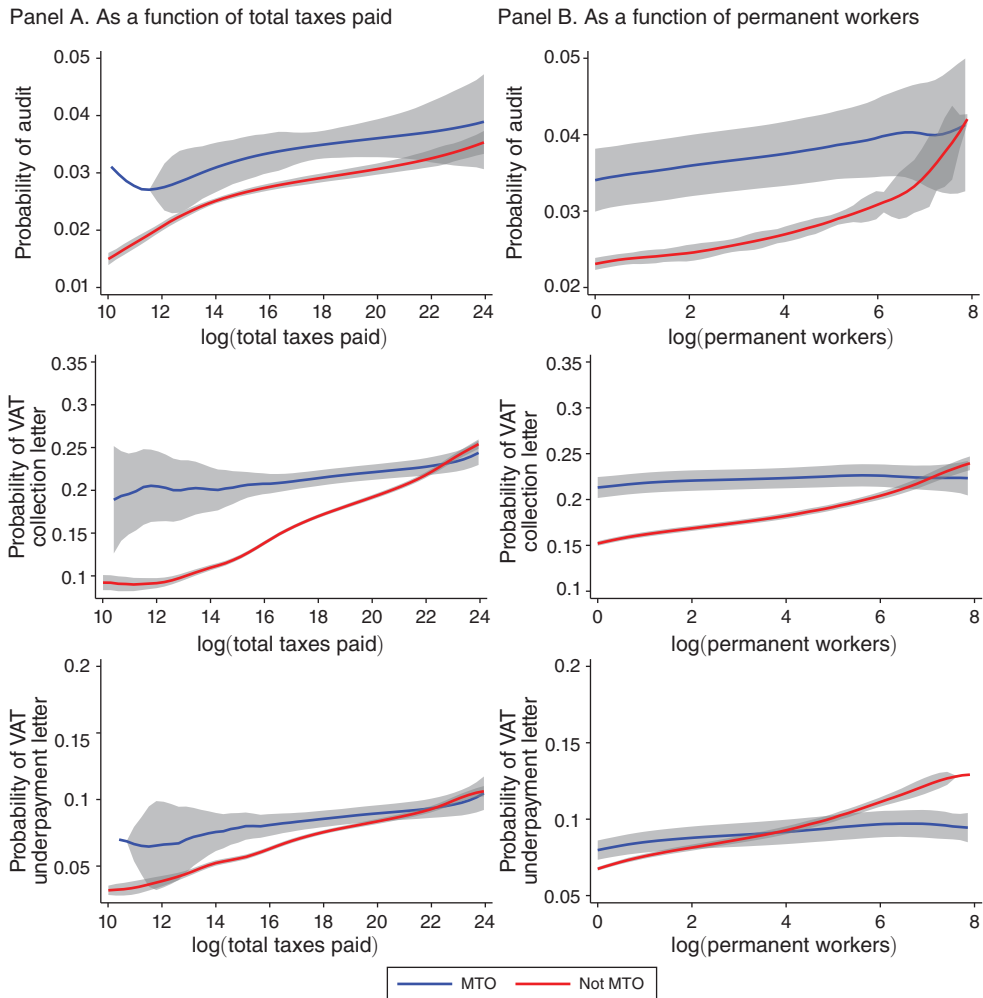 Panel A. As a function of total taxes paid
Panel B. As a function of permanent workers
Probability of audit
0.05
0.04
0.03
0.02
0.01
10 12 14 16 18 20 22 24
log(total taxes paid)
Probability of audit
0.05
0.04
0.03
0.02
0 2 4 6 8
log(permanent workers)
Probability of VAT
collection letter
0.35
0.3
0.25
0.2
0.15
0.1
10 12 14 16 18 20 22 24
log(total taxes paid)
Probability of VAT
collection letter
0.35
0.3
0.25
0.2
0.15
0.1
0 2 4 6 8
log(permanent workers)
Probability of VAT
underpayment letter
0.2
0.15
0.1
0.05
10 12 14 16 18 20 22 24
log(total taxes paid)
Probability of VAT
underpayment letter
0.2
0.15
0.1
0.05
0 2 4 6 8
log(permanent workers)
MTO Not MTO